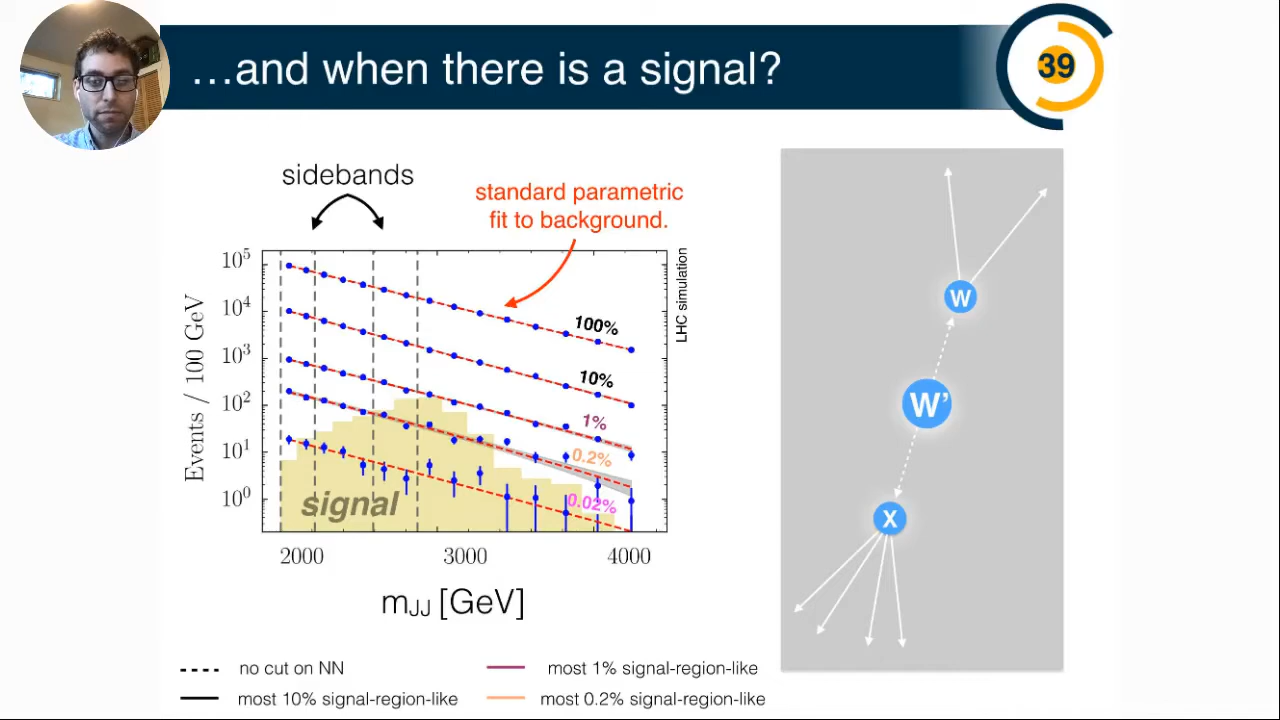 …and when there is a signal?
39
sidebands
standard parametric
fit to background.
10⁵
10⁴
10³
10²
10¹
10⁰
Events / 100 GeV
100%
10%
1%
0.2%
0.02%
signal
LHC simulation
2000
3000
4000
mJJ [GeV]
no cut on NN
most 10% signal-region-like
most 1% signal-region-like
most 0.2% signal-region-like
W
W’
X